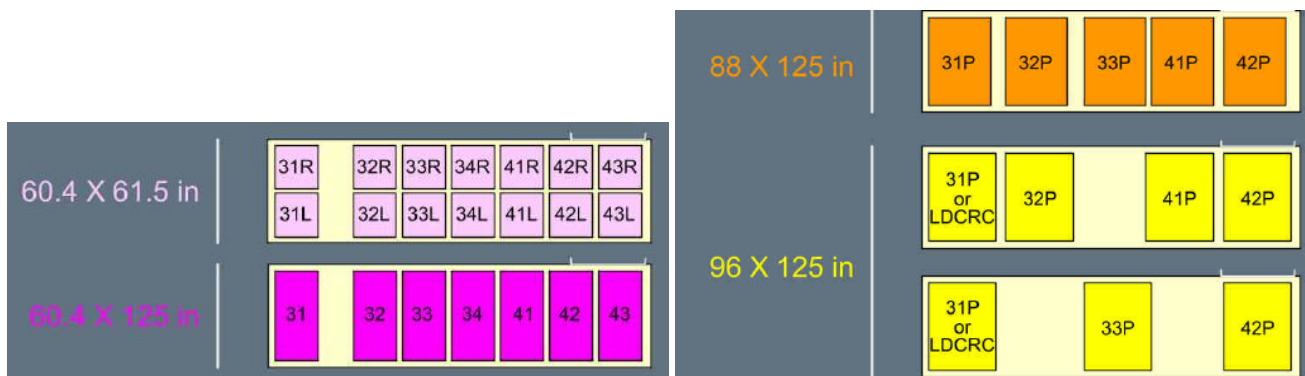 60.4 X 61.5 in
31R 32R 33R 34R 41R 42R 43R
31L 32L 33L 34L 41L 42L 43L
60.4 X 125 in
31 32 33 34 41 42 43
88 X 125 in
31P 32P 33P 41P 42P
96 X 125 in
31P
or
LDCRC
32P 41P 42P
31P
or
LDCRC
33P 42P